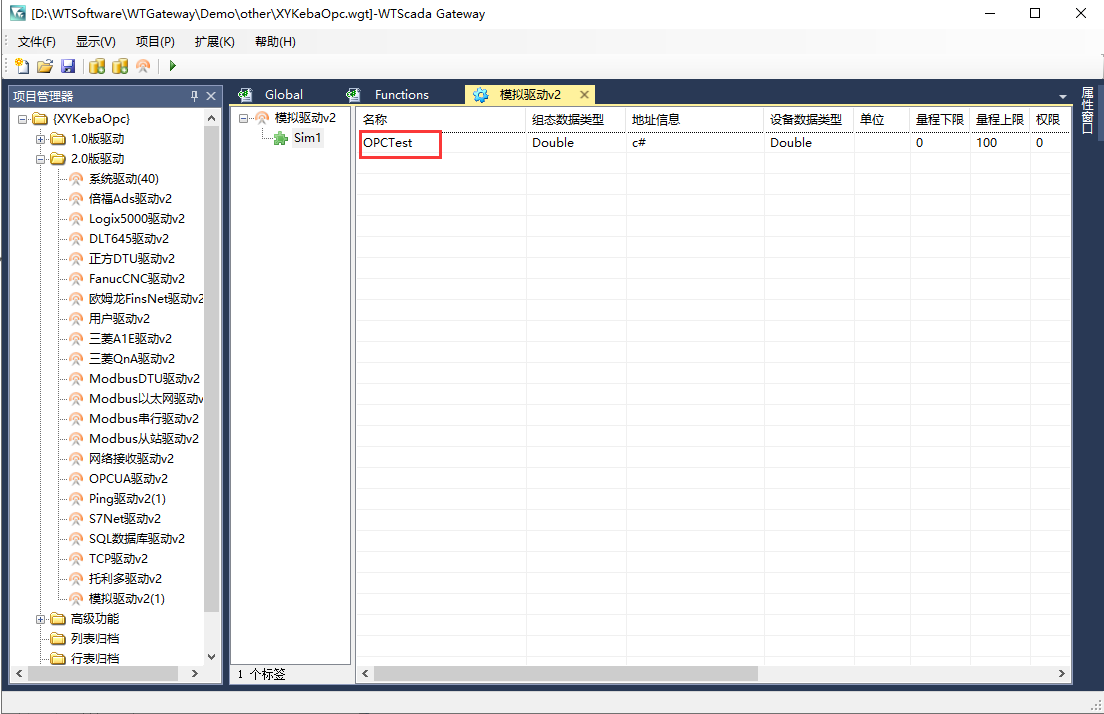 [D:\WTSoftware\WTGateway\Demo\other\XYKebaOpc.wgt]-WTScada Gateway
文件(F) 显示(V) 项目(P) 扩展(K) 帮助(H)
项目管理器
{XYKebaOpc}
1.0版驱动
2.0版驱动
系统驱动(40)
倍福Ads驱动v2
Logix5000驱动v2
DLT645驱动v2
正方DTU驱动v2
FanucCNC驱动v2
欧姆龙FinsNet驱动v2
用户驱动v2
三菱A1E驱动v2
三菱QnA驱动v2
ModbusDTU驱动v2
Modbus以太网驱动v
Modbus串行驱动v2
Modbus从站驱动v2
网络接收驱动v2
OPCUA驱动v2
Ping驱动v2(1)
S7Net驱动v2
SQL数据库驱动v2
TCP驱动v2
托利多驱动v2
模拟驱动v2(1)
高级功能
列表归档
行表归档
Global Functions 模拟驱动v2
模拟驱动v2
Sim1
1 个标签
名称 组态数据类型 地址信息 设备数据类型 单位 量程下限 量程上限 权限
OPCTest Double c# Double 0 100 0
属性窗口